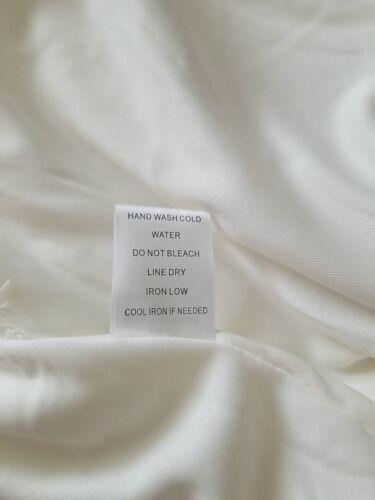 HAND WASH COLD
WATER
DO NOT BLEACH
LINE DRY
IRON LOW
COOL IRON IF NEEDED